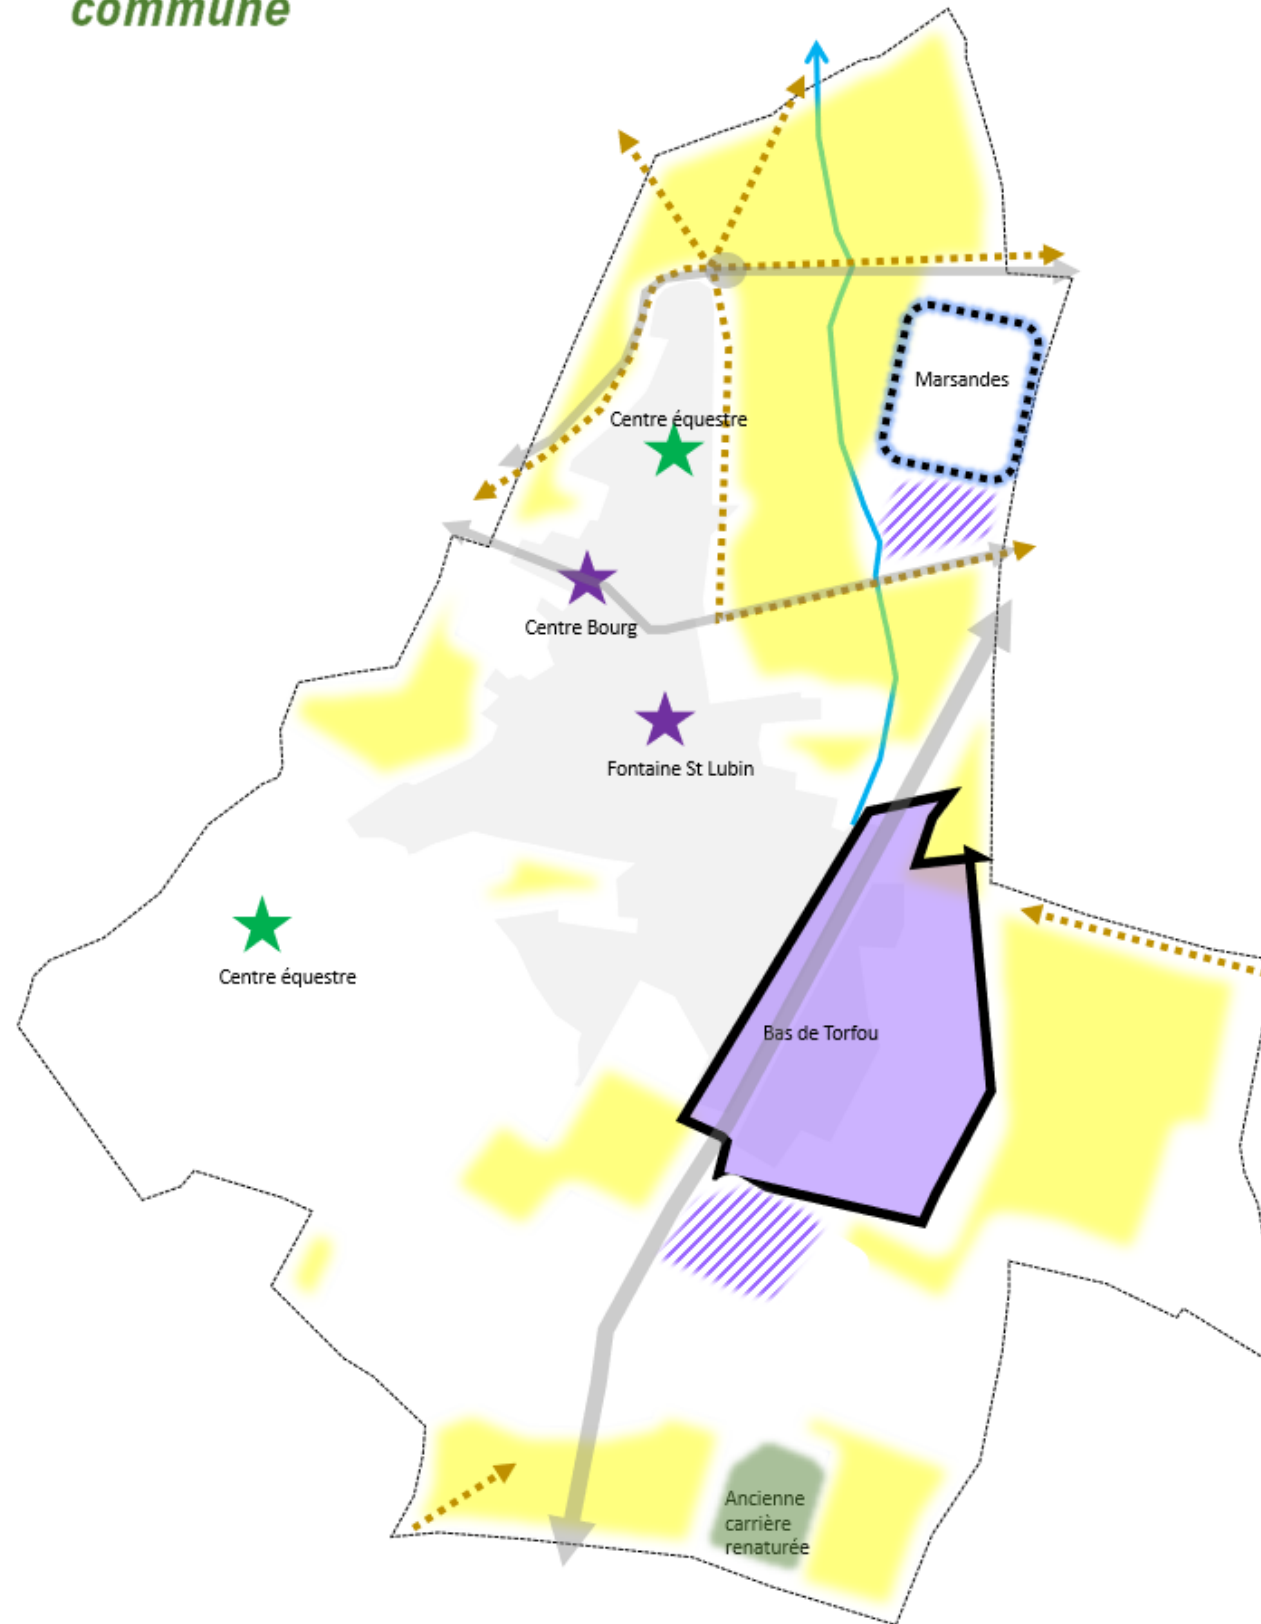 commune
Marsandes
Centre équestre
Centre Bourg
Fontaine St Lubin
Centre équestre
Bas de Torfou
Ancienne
carrière
renaturée